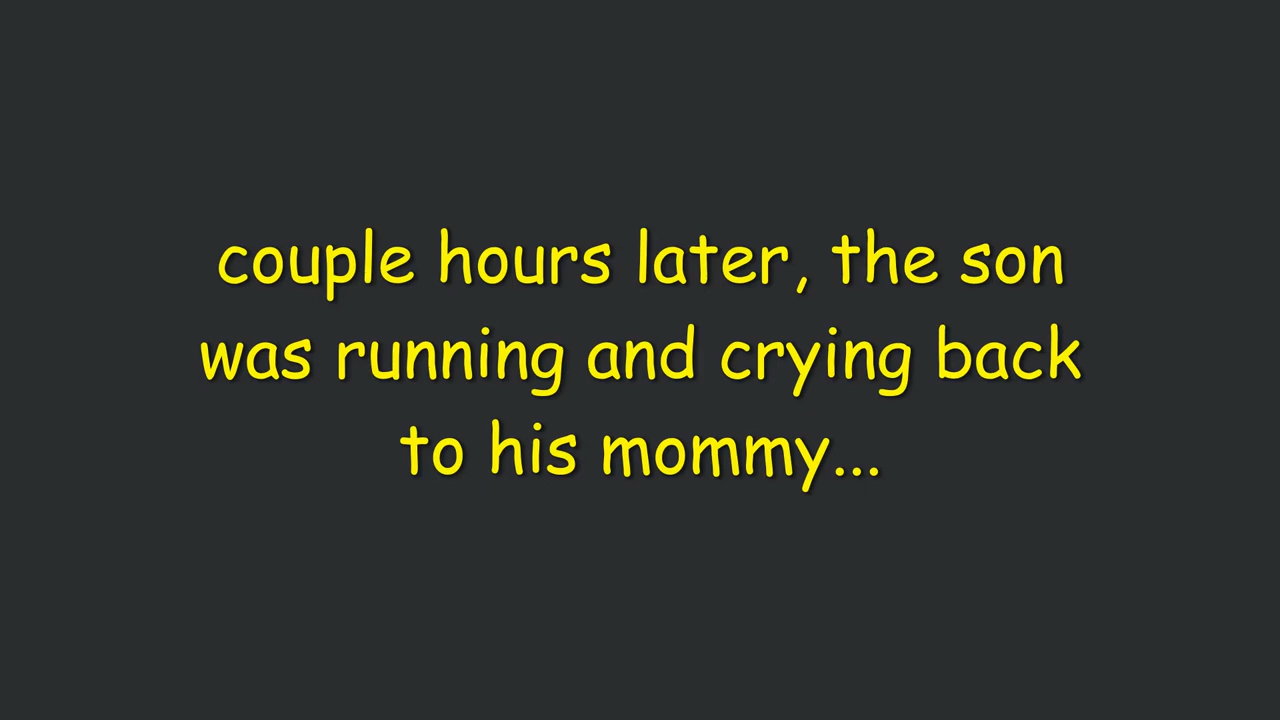 couple hours later, the son
was running and crying back
to his mommy...